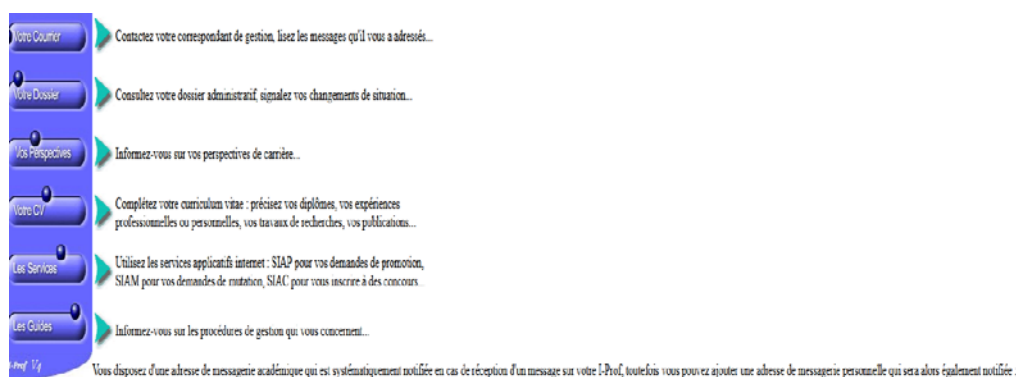 Votre Courrier
Contactez votre correspondant de gestion, lisez les messages qu'il vous a adressés...
Votre Dossier
Consultez votre dossier administratif, signalez vos changements de situation...
Vos Perspectives
Informez-vous sur vos perspectives de carrière...
Votre CV
Complétez votre curriculum vitae : précisez vos diplômes, vos expériences
professionnelles ou personnelles, vos travaux de recherches, vos publications...
Les Services
Utilisez les services applicatifs internet : SIAP pour vos demandes de promotion,
SIAM pour vos demandes de mutation, SIAC pour vous inscrire à des concours...
Les Guides
Informez-vous sur les procédures de gestion qui vous concernent...
I-Prof V4
Vous disposez d'une adresse de messagerie académique qui est systématiquement notifiée en cas de réception d'un message sur votre I-Prof, toutefois vous pouvez ajouter une adresse de messagerie personnelle qui sera alors également notifiée :